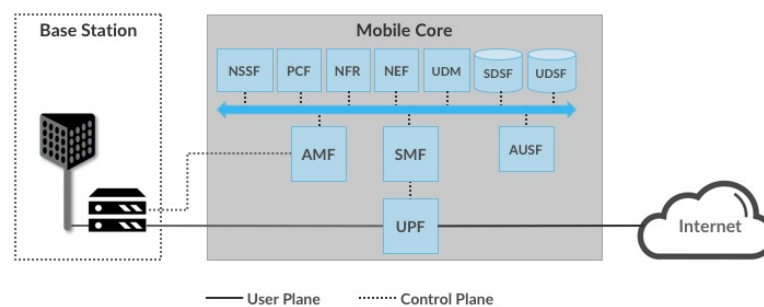 Base Station
Mobile Core
NSSF PCF NFR NEF UDM SDSF UDSF
AMF SMF AUSF
UPF
Internet
User Plane Control Plane